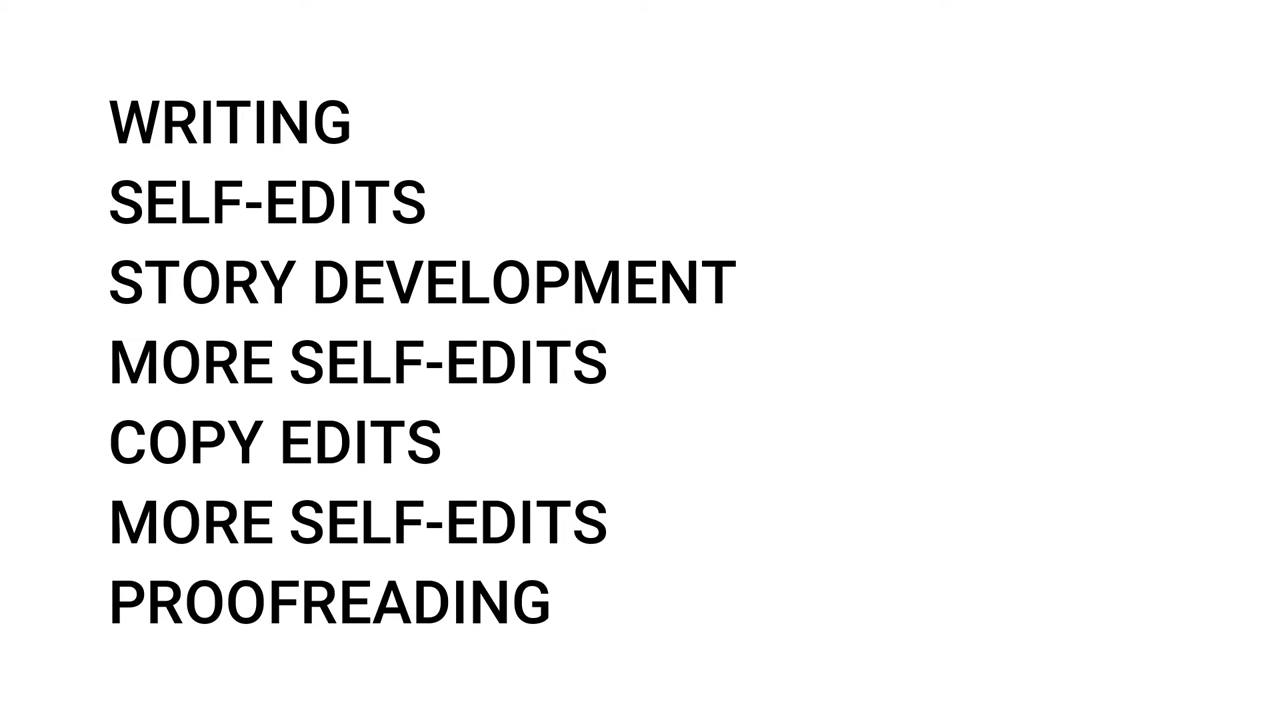 WRITING
SELF-EDITS
STORY DEVELOPMENT
MORE SELF-EDITS
COPY EDITS
MORE SELF-EDITS
PROOFREADING